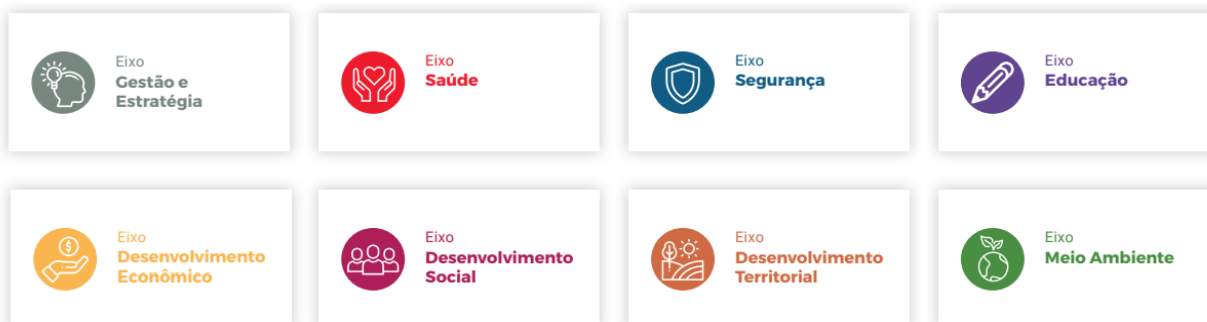 Eixo
Gestão e
Estratégia
Eixo
Saúde
Eixo
Segurança
Eixo
Educação
Eixo
Desenvolvimento
Econômico
Eixo
Desenvolvimento
Social
Eixo
Desenvolvimento
Territorial
Eixo
Meio Ambiente